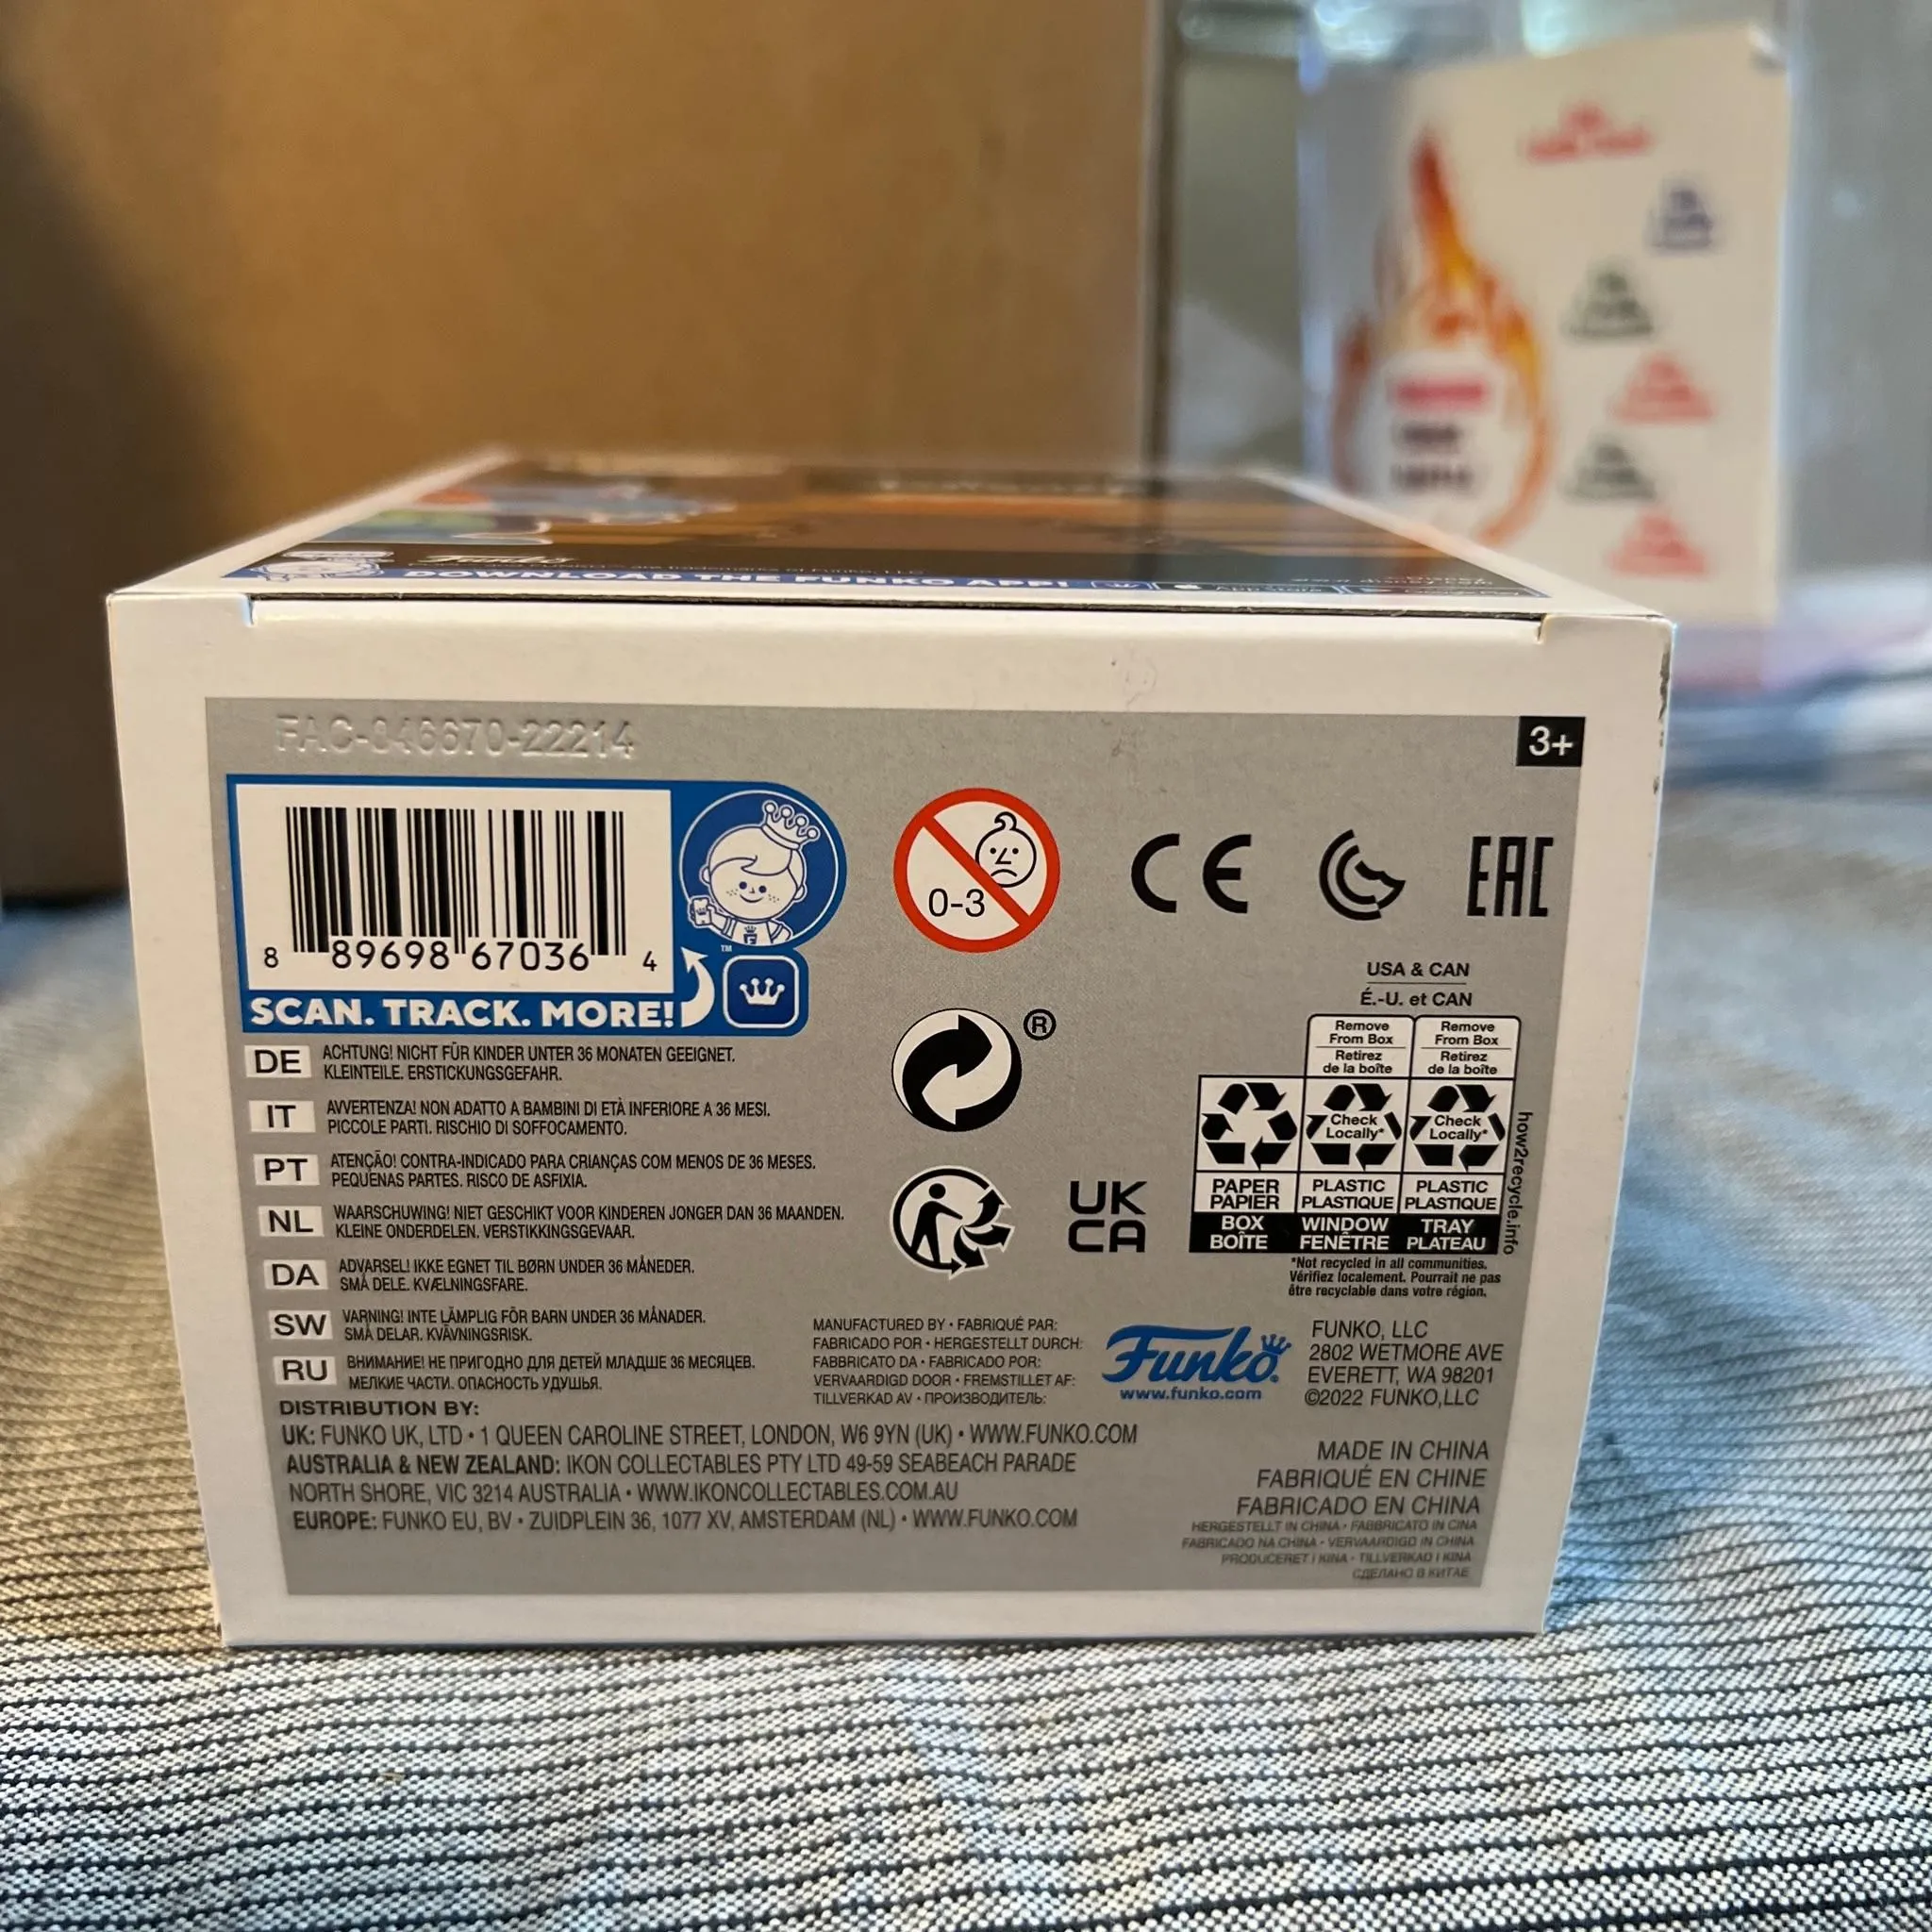 Funko
DOWNLOAD THE FUNKO APP!
FAC-046670-22214
3+
8 89698 67036 4
™
SCAN. TRACK. MORE!
0-3
CE
EAC
®
UK
CA
USA & CAN
É.-U. et CAN
Remove From Box
Retirez de la boîte
Remove From Box
Retirez de la boîte
Check Locally*
Check Locally*
PAPER PAPIER
PLASTIC PLASTIQUE
PLASTIC PLASTIQUE
BOX BOÎTE
WINDOW FENÊTRE
TRAY PLATEAU
how2recycle.info
*Not recycled in all communities.
Vérifiez localement. Pourrait ne pas
être recyclable dans votre région.
DE ACHTUNG! NICHT FÜR KINDER UNTER 36 MONATEN GEEIGNET.
KLEINTEILE. ERSTICKUNGSGEFAHR.
IT AVVERTENZA! NON ADATTO A BAMBINI DI ETÀ INFERIORE A 36 MESI.
PICCOLE PARTI. RISCHIO DI SOFFOCAMENTO.
PT ATENÇÃO! CONTRA-INDICADO PARA CRIANÇAS COM MENOS DE 36 MESES.
PEQUENAS PARTES. RISCO DE ASFIXIA.
NL WAARSCHUWING! NIET GESCHIKT VOOR KINDEREN JONGER DAN 36 MAANDEN.
KLEINE ONDERDELEN. VERSTIKKINGSGEVAAR.
DA ADVARSEL! IKKE EGNET TIL BØRN UNDER 36 MÅNEDER.
SMÅ DELE. KVÆLNINGSFARE.
SW VARNING! INTE LÄMPLIG FÖR BARN UNDER 36 MÅNADER.
SMÅ DELAR. KVÄVNINGSRISK.
RU ВНИМАНИЕ! НЕ ПРИГОДНО ДЛЯ ДЕТЕЙ МЛАДШЕ 36 МЕСЯЦЕВ.
МЕЛКИЕ ЧАСТИ. ОПАСНОСТЬ УДУШЬЯ.
MANUFACTURED BY • FABRIQUÉ PAR:
FABRICADO POR • HERGESTELLT DURCH:
FABBRICATO DA • FABRICADO POR:
VERVAARDIGD DOOR • FREMSTILLET AF:
TILLVERKAD AV • ПРОИЗВОДИТЕЛЬ:
Funko®
www.funko.com
FUNKO, LLC
2802 WETMORE AVE
EVERETT, WA 98201
©2022 FUNKO,LLC
DISTRIBUTION BY:
UK: FUNKO UK, LTD • 1 QUEEN CAROLINE STREET, LONDON, W6 9YN (UK) • WWW.FUNKO.COM
AUSTRALIA & NEW ZEALAND: IKON COLLECTABLES PTY LTD 49-59 SEABEACH PARADE
NORTH SHORE, VIC 3214 AUSTRALIA • WWW.IKONCOLLECTABLES.COM.AU
EUROPE: FUNKO EU, BV • ZUIDPLEIN 36, 1077 XV, AMSTERDAM (NL) • WWW.FUNKO.COM
MADE IN CHINA
FABRIQUÉ EN CHINE
FABRICADO EN CHINA
HERGESTELLT IN CHINA • FABBRICATO IN CINA
FABRICADO NA CHINA • VERVAARDIGD IN CHINA
PRODUCERET I KINA • TILLVERKAD I KINA
СДЕЛАНО В КИТАЕ